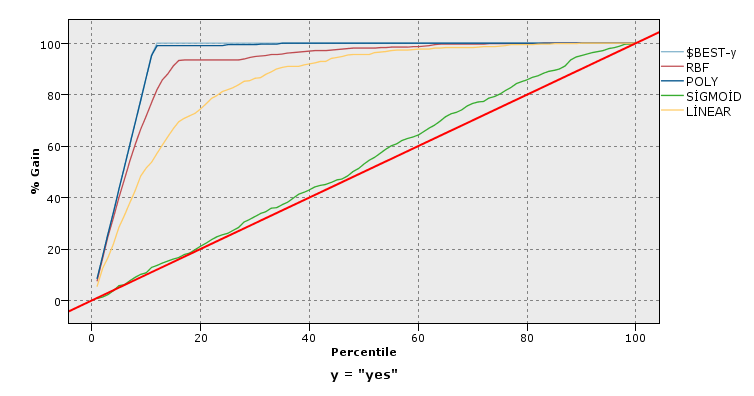 100
80
60
40
20
0
% Gain
0 20 40 60 80 100
Percentile
y = "yes"
$BEST-y
RBF
POLY
SİGMOİD
LİNEAR